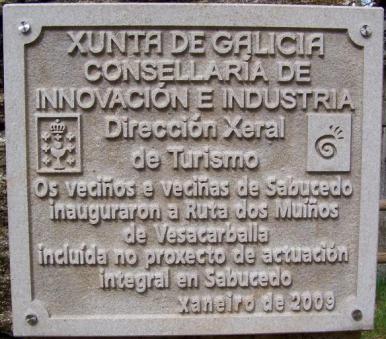 XUNTA DE GALICIA
CONSELLARÍA DE
INNOVACIÓN E INDUSTRIA
Dirección Xeral
de Turismo
Os veciños e veciñas de Sabucedo
inauguraron a Ruta dos Muiños
de Vesacarballa
incluída no proxecto de actuación
integral en Sabucedo
Xaneiro de 2009